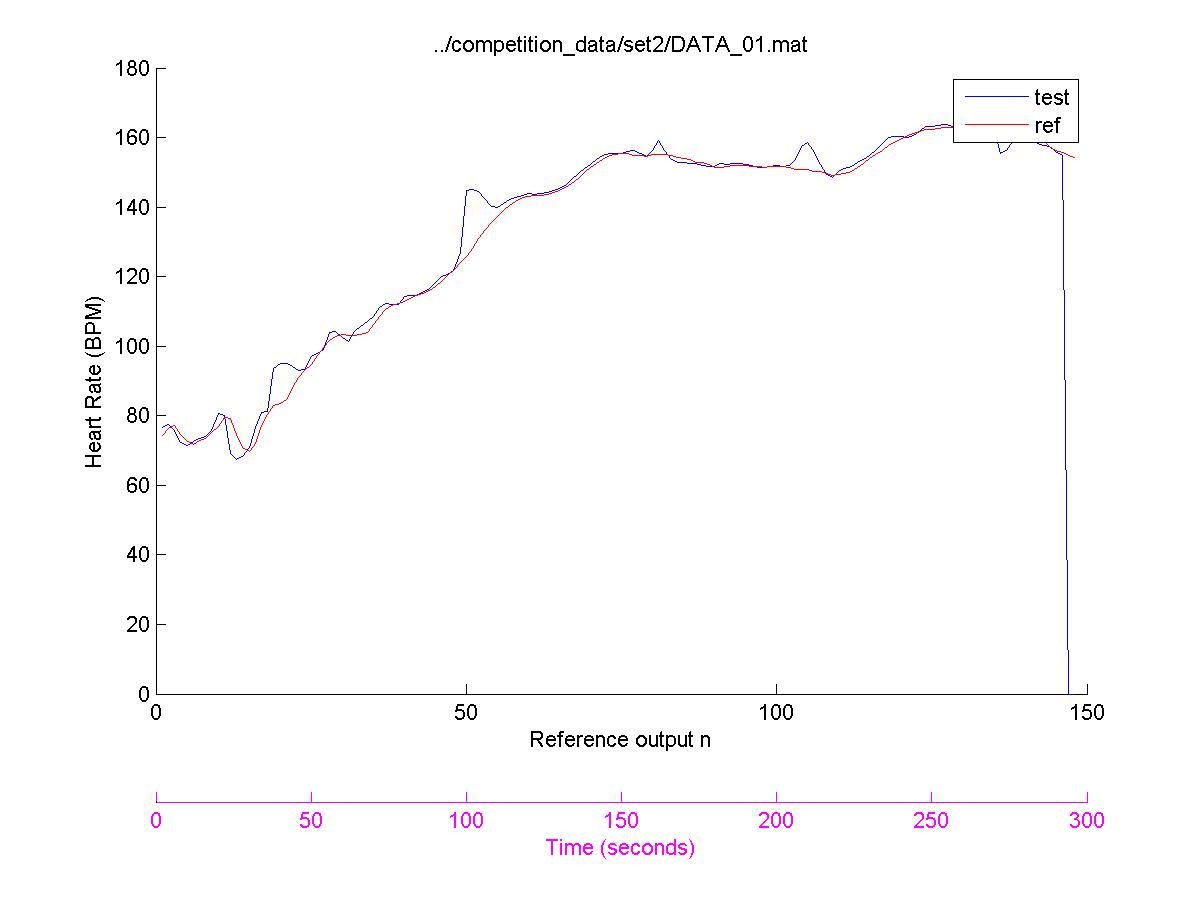 ../competition_data/set2/DATA_01.mat
180
160
140
120
100
80
60
40
20
0
Heart Rate (BPM)
test
ref
0 50 100 150
Reference output n
0 50 100 150 200 250 300
Time (seconds)